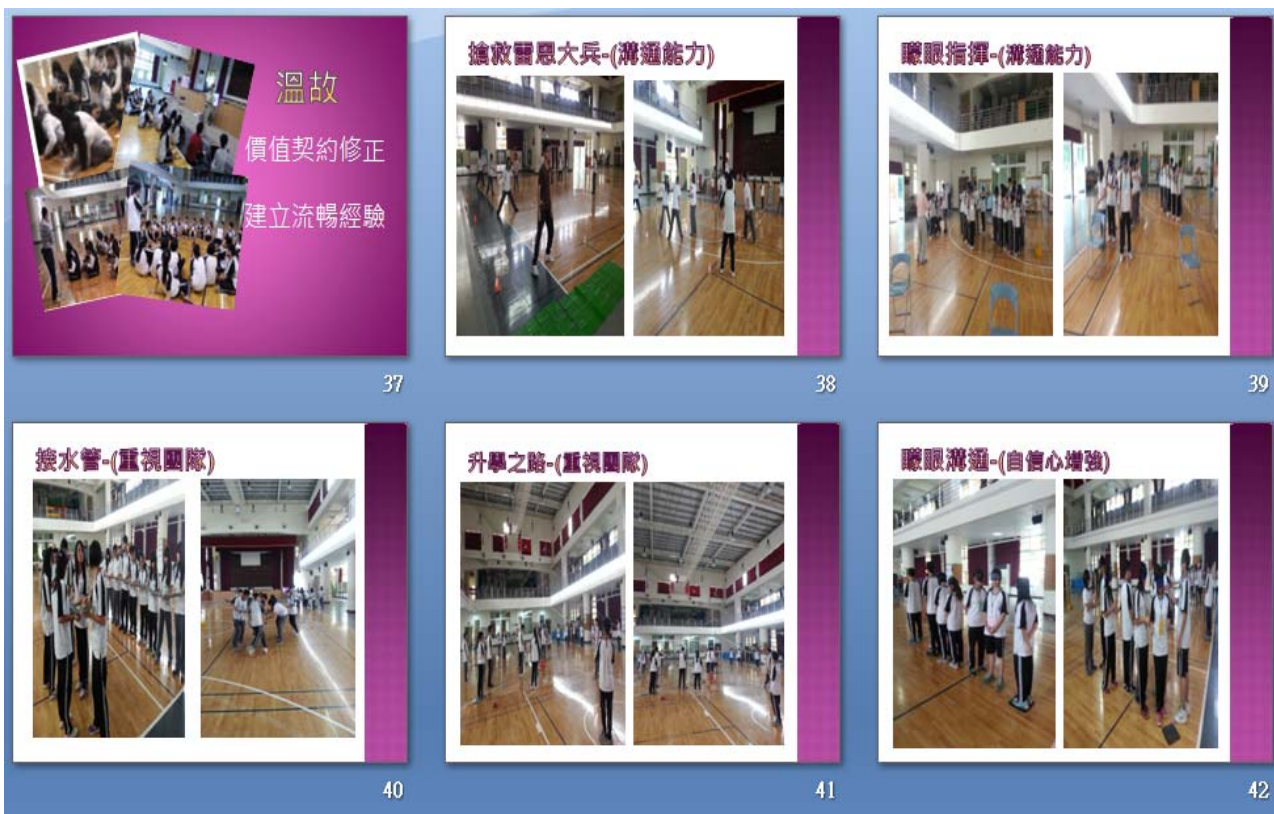 溫故
價值契約修正
建立流暢經驗
37
搶救雷恩大兵-(溝通能力)
38
矇眼指揮-(溝通能力)
39
接水管-(重視團隊)
40
升學之路-(重視團隊)
41
矇眼溝通-(自信心增強)
42